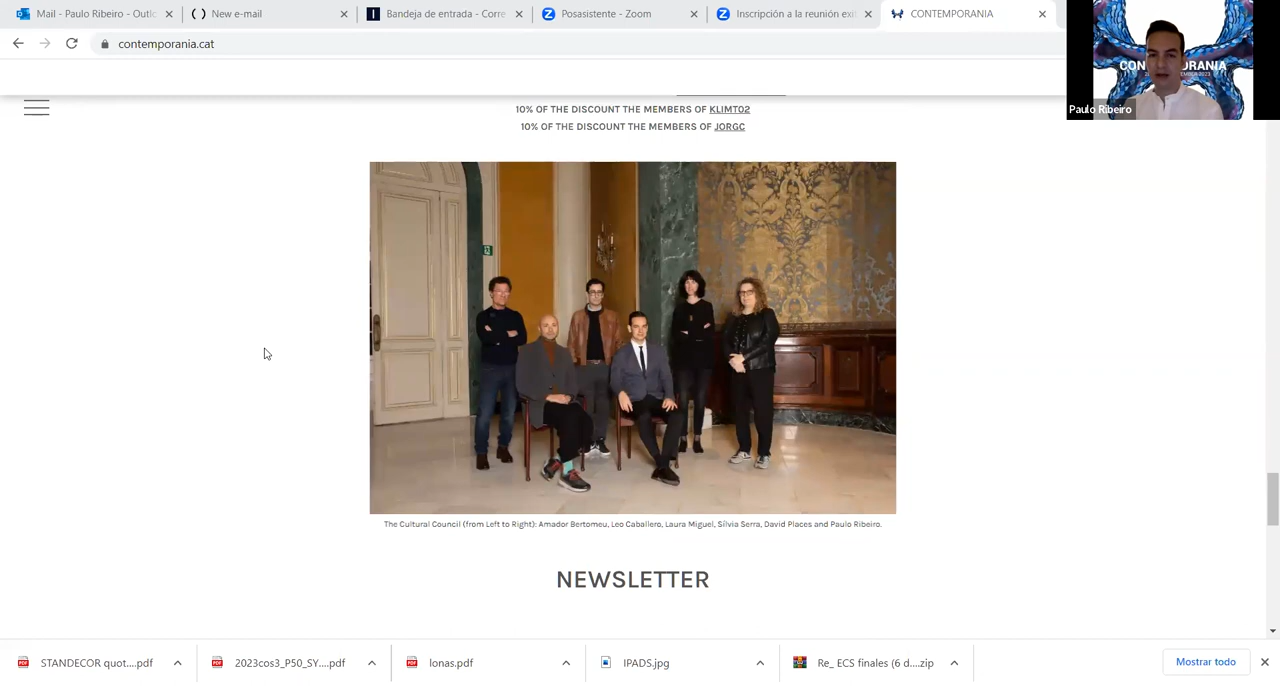 Mail - Paulo Ribeiro - Outlo
New e-mail
Bandeja de entrada - Corre
Posasistente - Zoom
Inscripción a la reunión exit
CONTEMPORANIA
contemporania.cat
Paulo Ribeiro
10% OF THE DISCOUNT THE MEMBERS OF KLIMT02
10% OF THE DISCOUNT THE MEMBERS OF JORGC
The Cultural Council (from Left to Right): Amador Bertomeu, Leo Caballero, Laura Miguel, Sílvia Serra, David Places and Paulo Ribeiro.
NEWSLETTER
STANDECOR quot....pdf
2023cos3_P50_SY....pdf
lonas.pdf
IPADS.jpg
Re_ ECS finales (6 d....zip
Mostrar todo